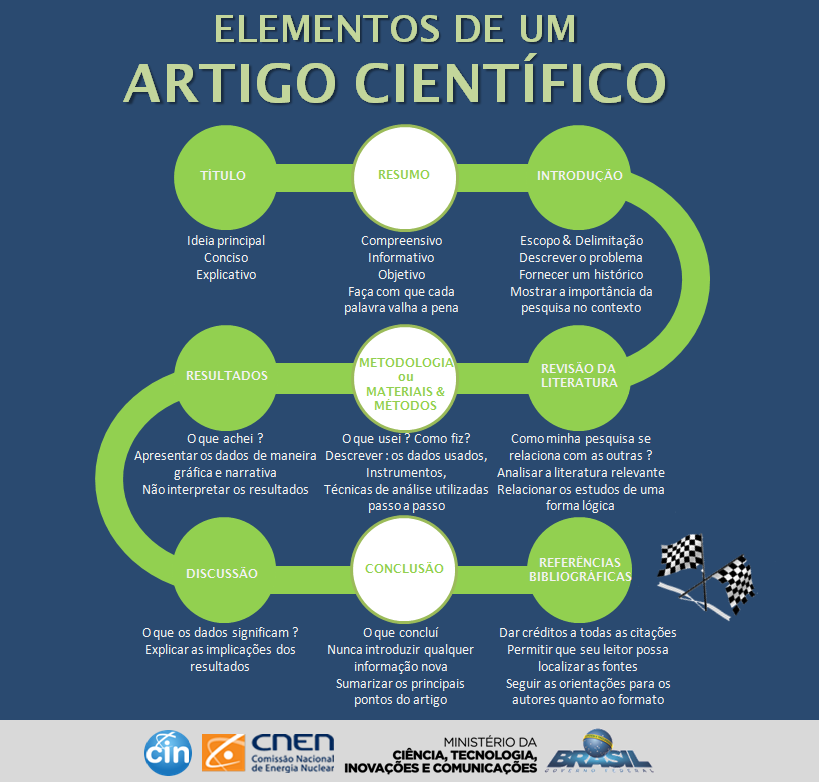 ELEMENTOS DE UM
ARTIGO CIENTÍFICO
TÍTULO
Ideia principal
Conciso
Explicativo
RESUMO
Compreensivo
Informativo
Objetivo
Faça com que cada
palavra valha a pena
INTRODUÇÃO
Escopo & Delimitação
Descrever o problema
Fornecer um histórico
Mostrar a importância da
pesquisa no contexto
REVISÃO DA
LITERATURA
Como minha pesquisa se
relaciona com as outras ?
Analisar a literatura relevante
Relacionar os estudos de uma
forma lógica
METODOLOGIA
ou
MATERIAIS &
MÉTODOS
O que usei ? Como fiz?
Descrever : os dados usados,
Instrumentos,
Técnicas de análise utilizadas
passo a passo
RESULTADOS
O que achei ?
Apresentar os dados de maneira
gráfica e narrativa
Não interpretar os resultados
DISCUSSÃO
O que os dados significam ?
Explicar as implicações dos
resultados
CONCLUSÃO
O que concluí
Nunca introduzir qualquer
informação nova
Sumarizar os principais
pontos do artigo
REFERÊNCIAS
BIBLIOGRÀFICAS
Dar créditos a todas as citações
Permitir que seu leitor possa
localizar as fontes
Seguir as orientações para os
autores quanto ao formato
cin
CNEN
Comissão Nacional
de Energia Nuclear
MINISTÉRIO DA
CIÊNCIA, TECNOLOGIA,
INOVAÇÕES E COMUNICAÇÕES
BRASIL
GOVERNO FEDERAL